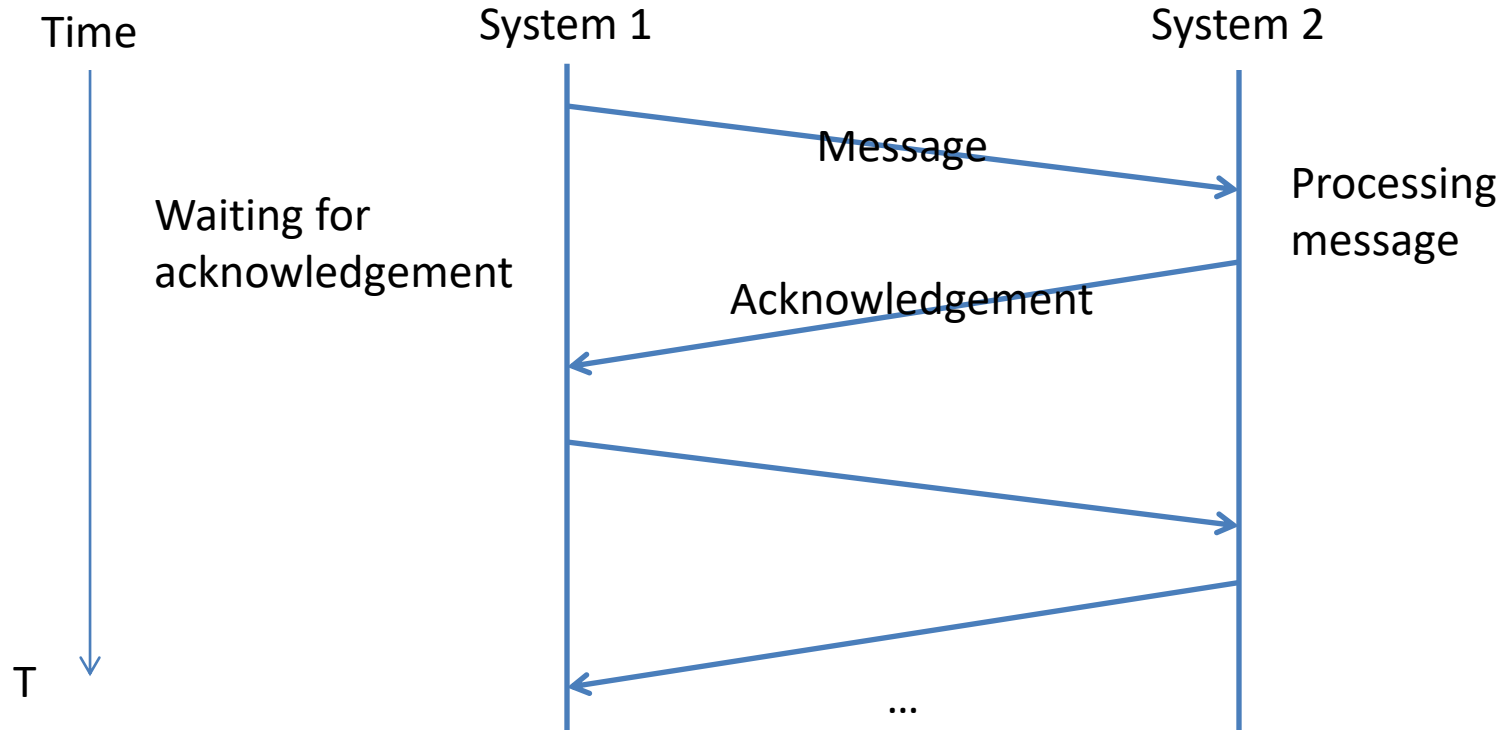 Time
System 1
System 2
Message
Processing
message
Waiting for
acknowledgement
Acknowledgement
T
...